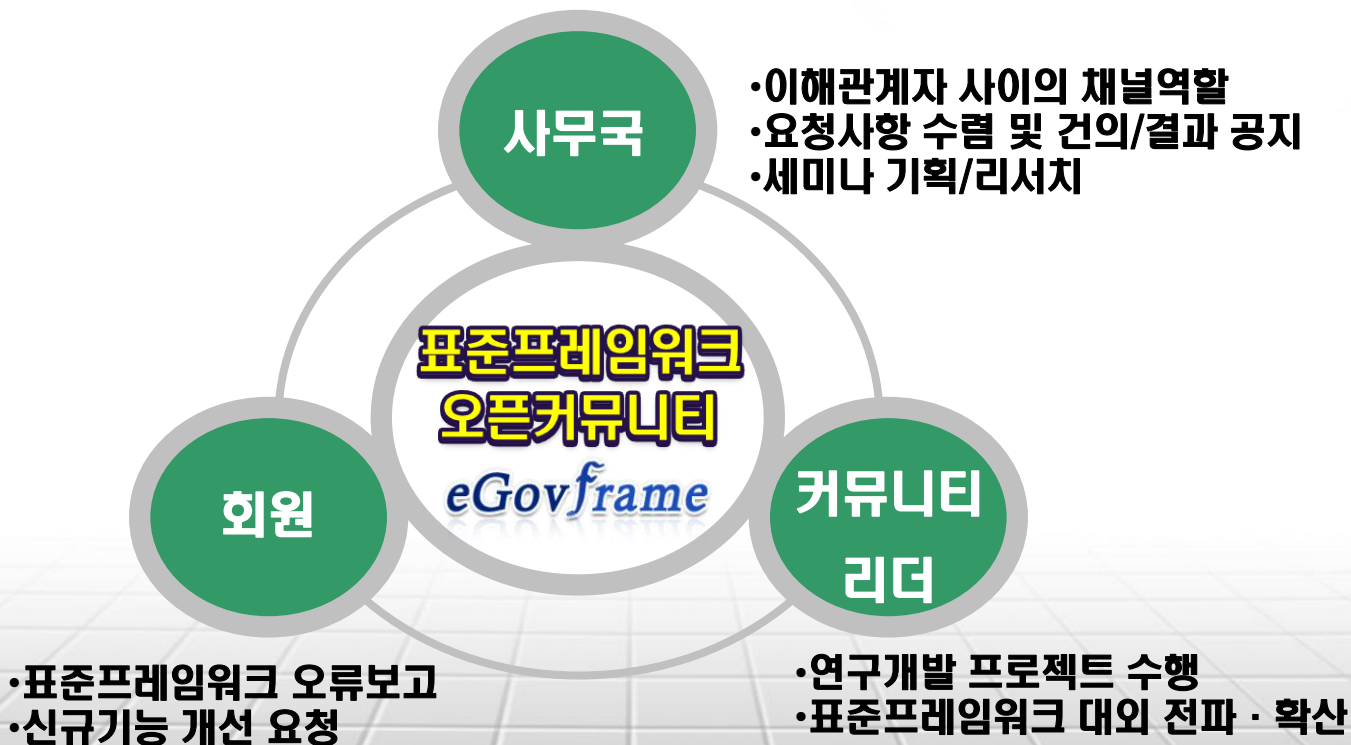 사무국
·이해관계자 사이의 채널역할
·요청사항 수렴 및 건의/결과 공지
·세미나 기획/리서치
표준프레임워크
오픈커뮤니티
eGovframe
회원
커뮤니티
리더
·표준프레임워크 오류보고
·신규기능 개선 요청
·연구개발 프로젝트 수행
·표준프레임워크 대외 전파 · 확산